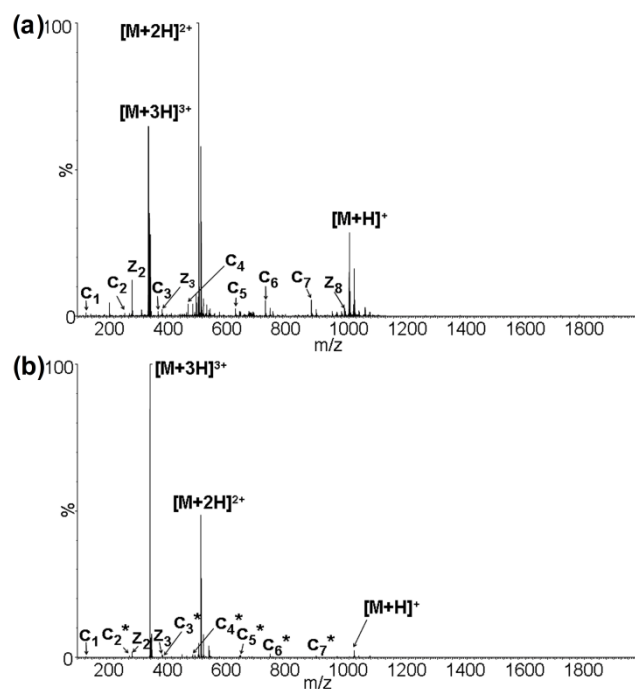 (a)
100
[M+2H]²⁺
[M+3H]³⁺
%
[M+H]⁺
C₁
C₂
Z₂
C₃
Z₃
C₄
C₅
C₆
C₇
Z₈
0
200 400 600 800 1000 1200 1400 1600 1800
m/z
(b)
100
[M+3H]³⁺
%
[M+2H]²⁺
[M+H]⁺
C₁
C₂*
Z₂
Z₃
C₃*
C₄*
C₅*
C₆*
C₇*
0
200 400 600 800 1000 1200 1400 1600 1800
m/z